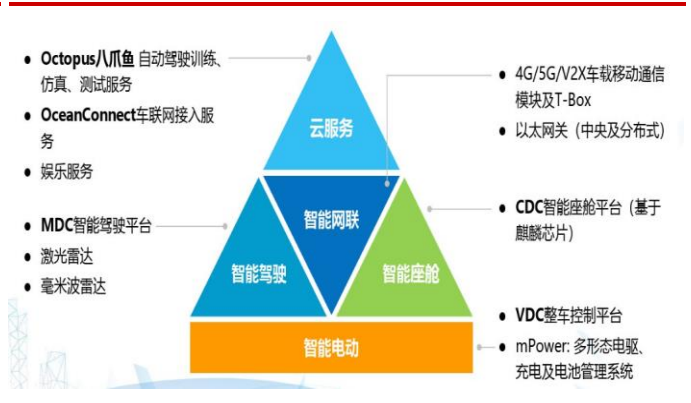 Octopus八爪鱼 自动驾驶训练、
仿真、测试服务
OceanConnect车联网接入服
务
娱乐服务
MDC智能驾驶平台
激光雷达
毫米波雷达
云服务
智能网联
智能驾驶
智能座舱
智能电动
4G/5G/V2X车载移动通信
模块及T-Box
以太网关（中央及分布式）
CDC智能座舱平台（基于
麒麟芯片）
VDC整车控制平台
mPower: 多形态电驱、
充电及电池管理系统